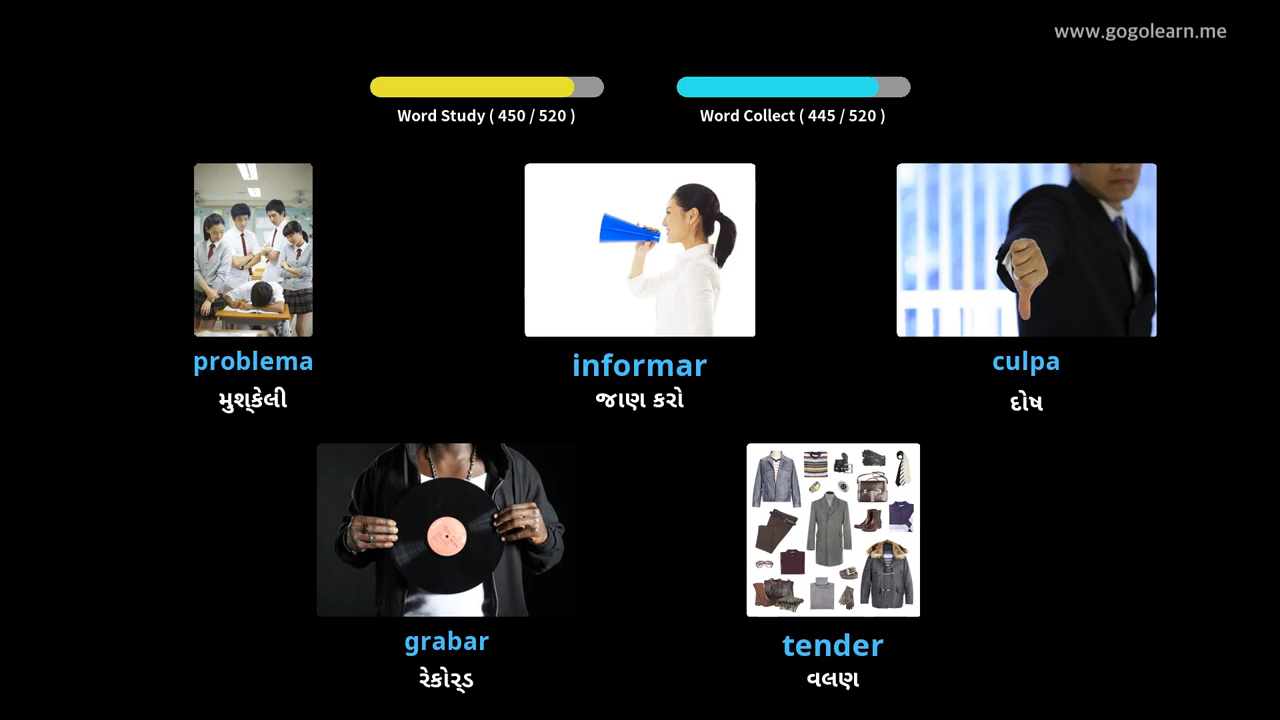 www.gogolearn.me
Word Study ( 450 / 520 )
Word Collect ( 445 / 520 )
problema
મુશ્કેલી
informar
જાણ કરો
culpa
દોષ
grabar
રેકોર્ડ
tender
વલણ